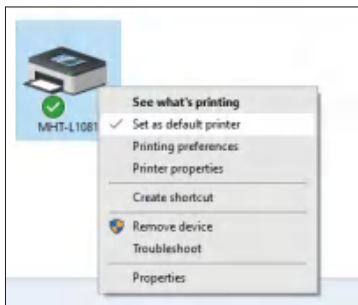 MHT-L1081
See what's printing
Set as default printer
Printing preferences
Printer properties
Create shortcut
Remove device
Troubleshoot
Properties